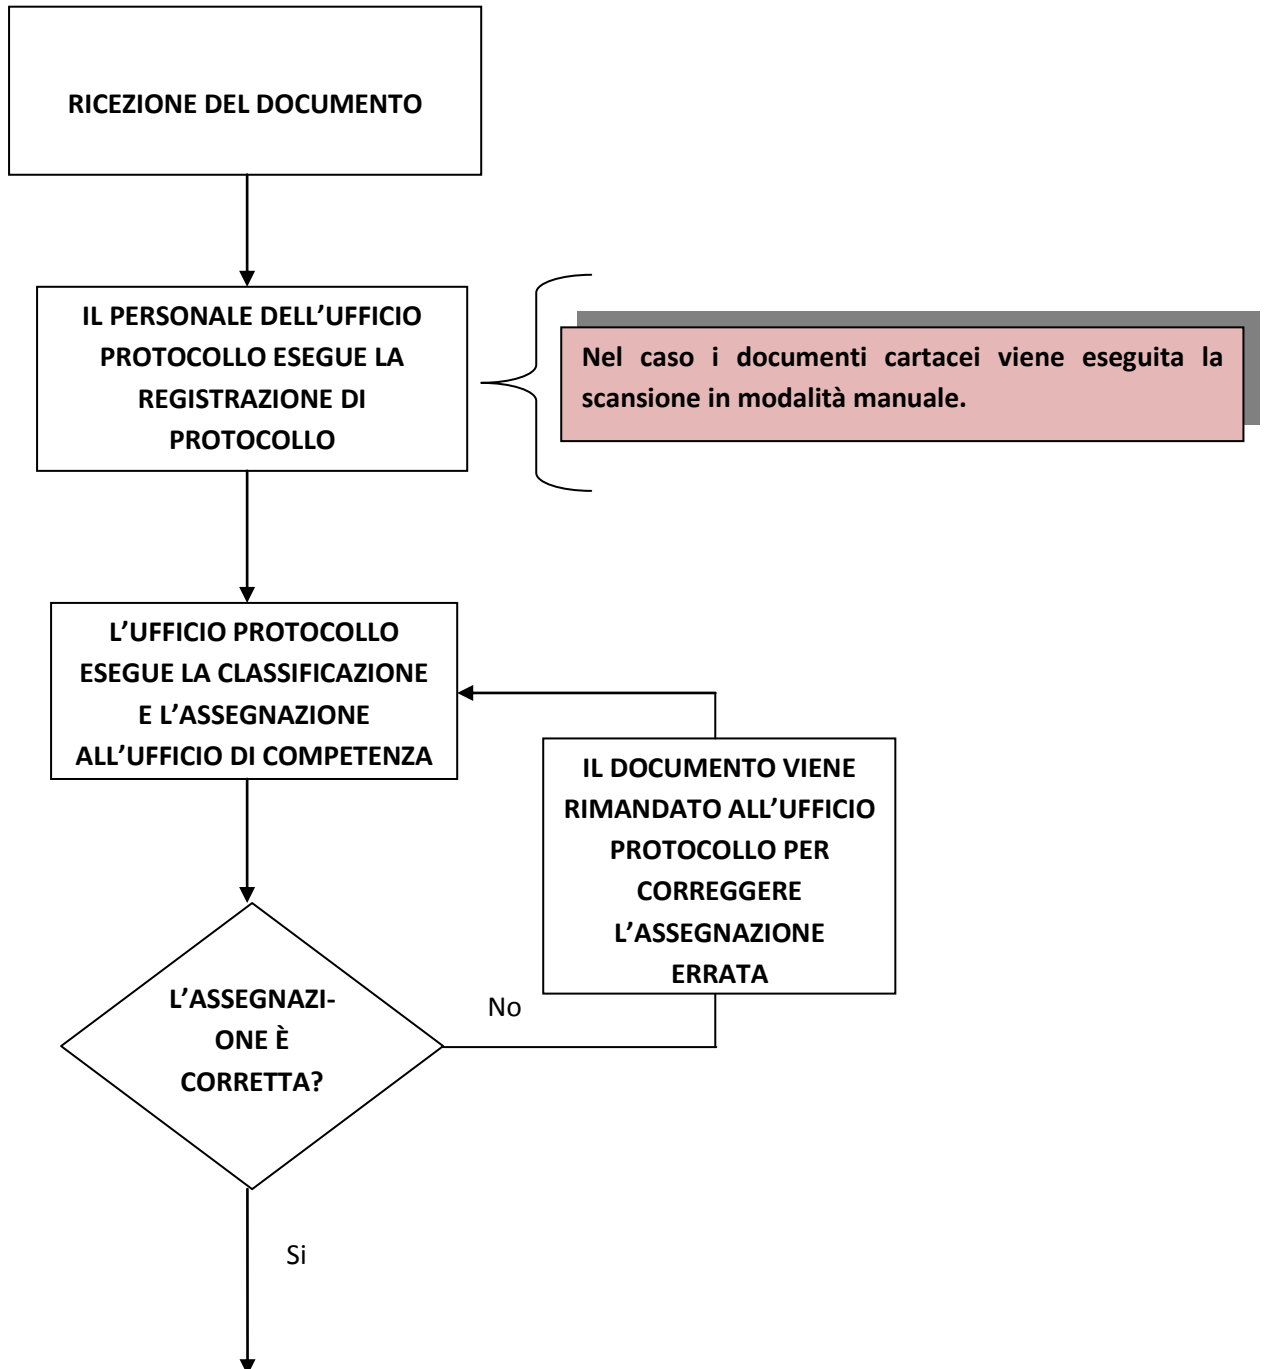 RICEZIONE DEL DOCUMENTO
IL PERSONALE DELL’UFFICIO
PROTOCOLLO ESEGUE LA
REGISTRAZIONE DI
PROTOCOLLO
Nel caso i documenti cartacei viene eseguita la
scansione in modalità manuale.
L’UFFICIO PROTOCOLLO
ESEGUE LA CLASSIFICAZIONE
E L’ASSEGNAZIONE
ALL’UFFICIO DI COMPETENZA
IL DOCUMENTO VIENE
RIMANDATO ALL’UFFICIO
PROTOCOLLO PER
CORREGGERE
L’ASSEGNAZIONE
ERRATA
L’ASSEGNAZI-
ONE È
CORRETTA?
No
Si